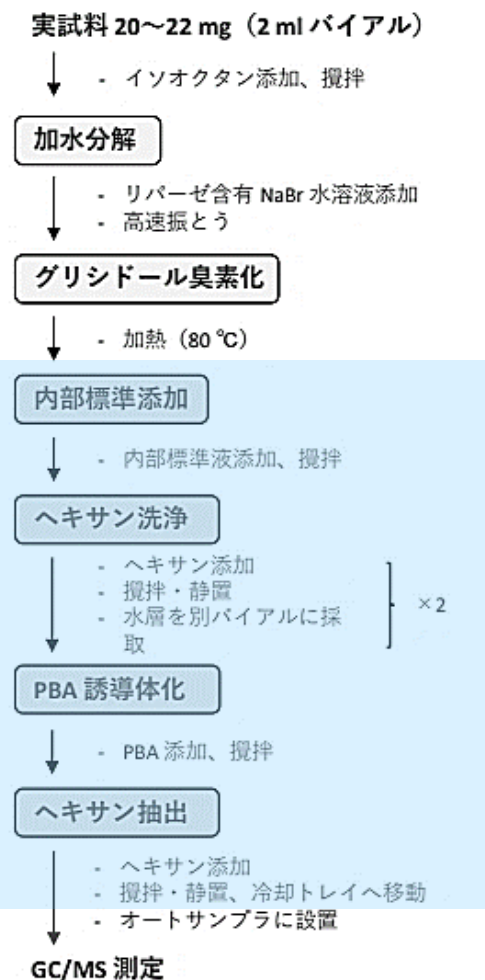 実試料 20～22 mg（2 ml バイアル）
- イソオクタン添加、攪拌
加水分解
- リパーゼ含有 NaBr 水溶液添加
- 高速振とう
グリシドール臭素化
- 加熱（80 ℃）
内部標準添加
- 内部標準液添加、攪拌
ヘキサン洗浄
- ヘキサン添加
- 攪拌・静置
- 水層を別バイアルに採
取
×2
PBA 誘導体化
- PBA 添加、攪拌
ヘキサン抽出
- ヘキサン添加
- 攪拌・静置、冷却トレイへ移動
- オートサンプラに設置
GC/MS 測定